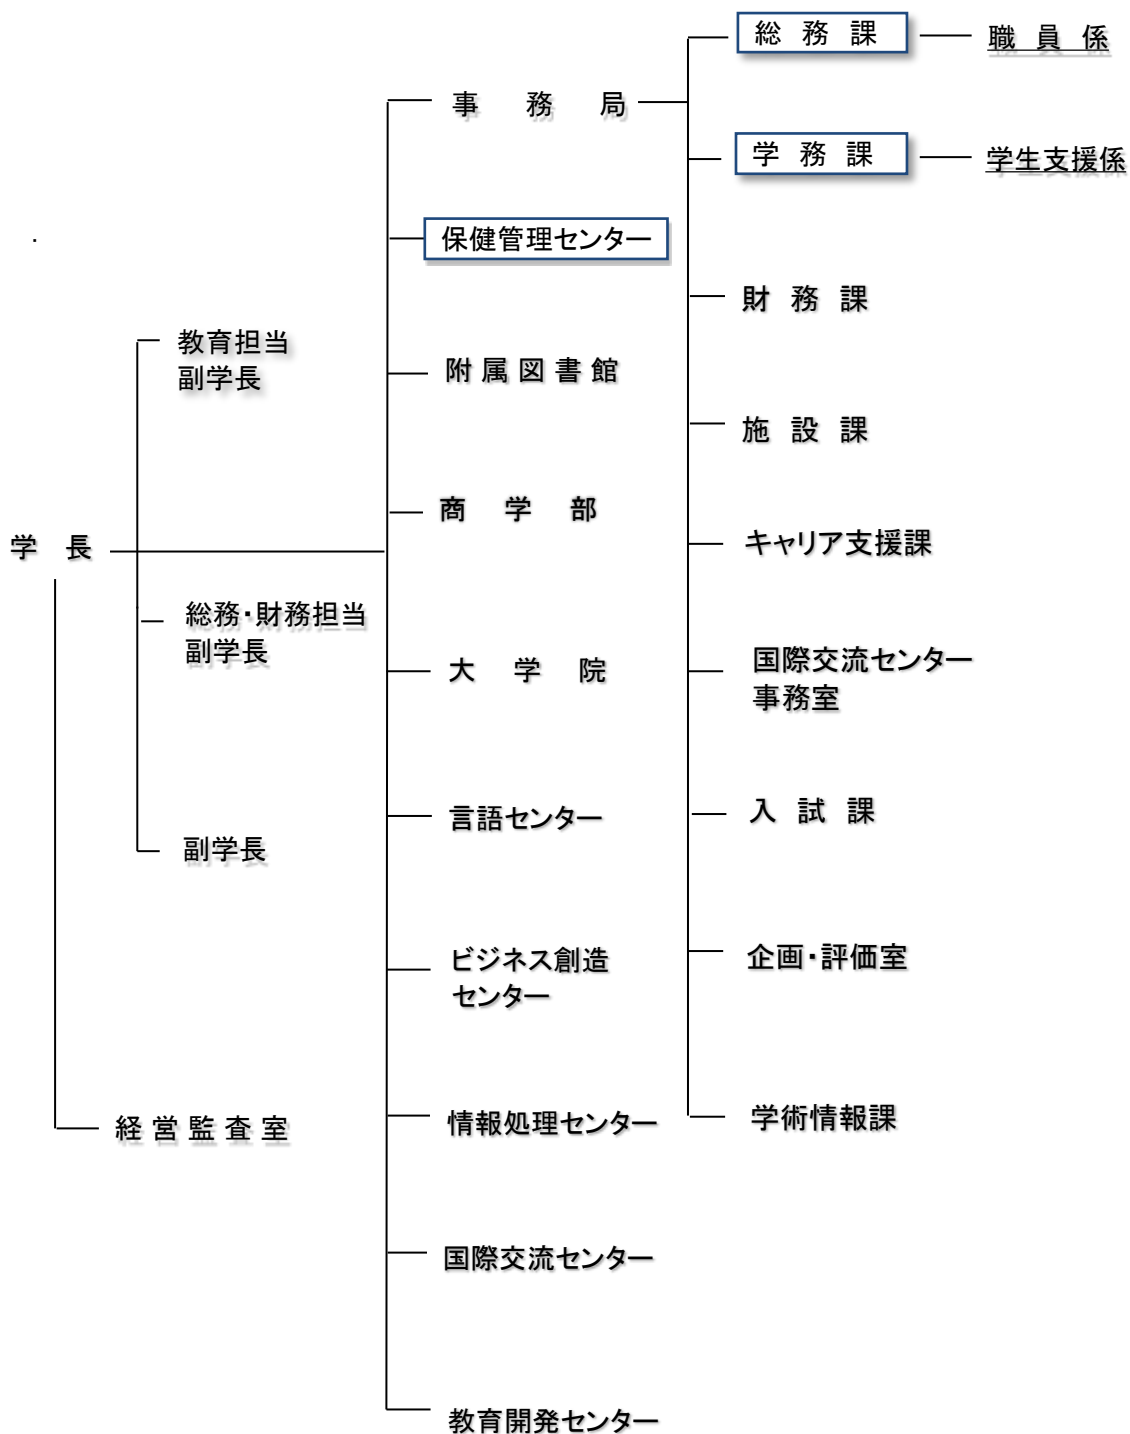 総 務 課
職 員 係
事 務 局
学 務 課
学生支援係
保健管理センター
財 務 課
教育担当
副学長
附 属 図 書 館
施 設 課
商 学 部
キャリア支援課
学 長
総務・財務担当
副学長
大 学 院
国際交流センター
事務室
言語センター
入 試 課
副学長
ビジネス創造
センター
企画・評価室
情報処理センター
学術情報課
経 営 監 査 室
国際交流センター
教育開発センター